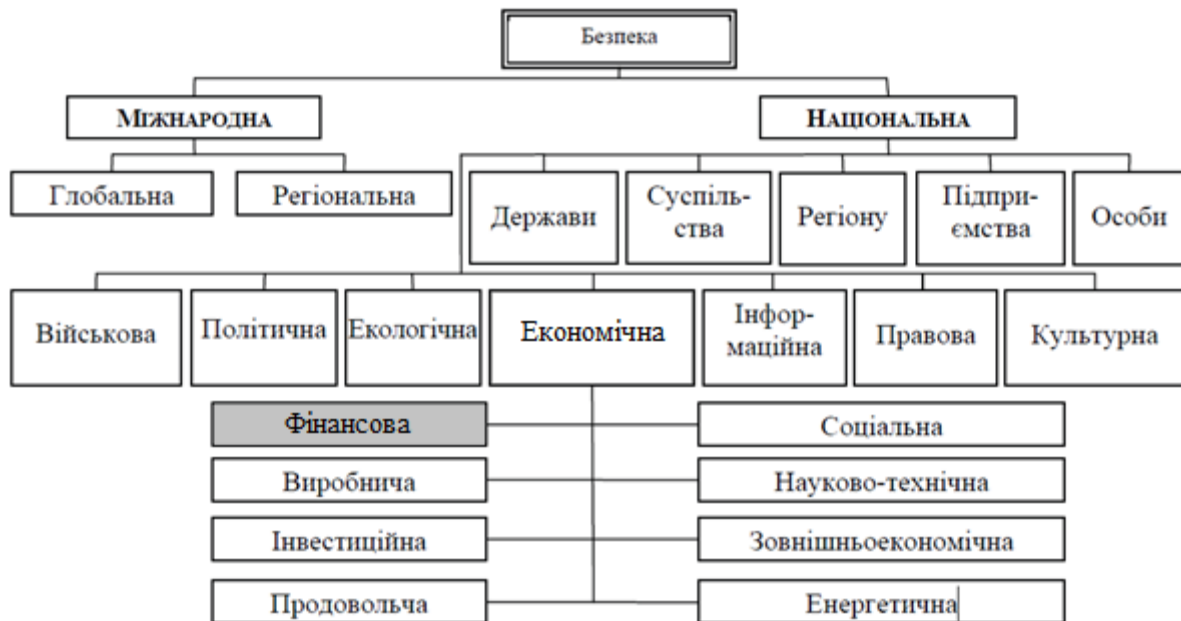 Безпека
МІЖНАРОДНА
НАЦІОНАЛЬНА
Глобальна
Регіональна
Держави
Суспіль-
ства
Регіону
Підпри-
ємства
Особи
Військова
Політична
Екологічна
Економічна
Інфор-
маційна
Правова
Культурна
Фінансова
Соціальна
Виробнича
Науково-технічна
Інвестиційна
Зовнішньоекономічна
Продовольча
Енергетична